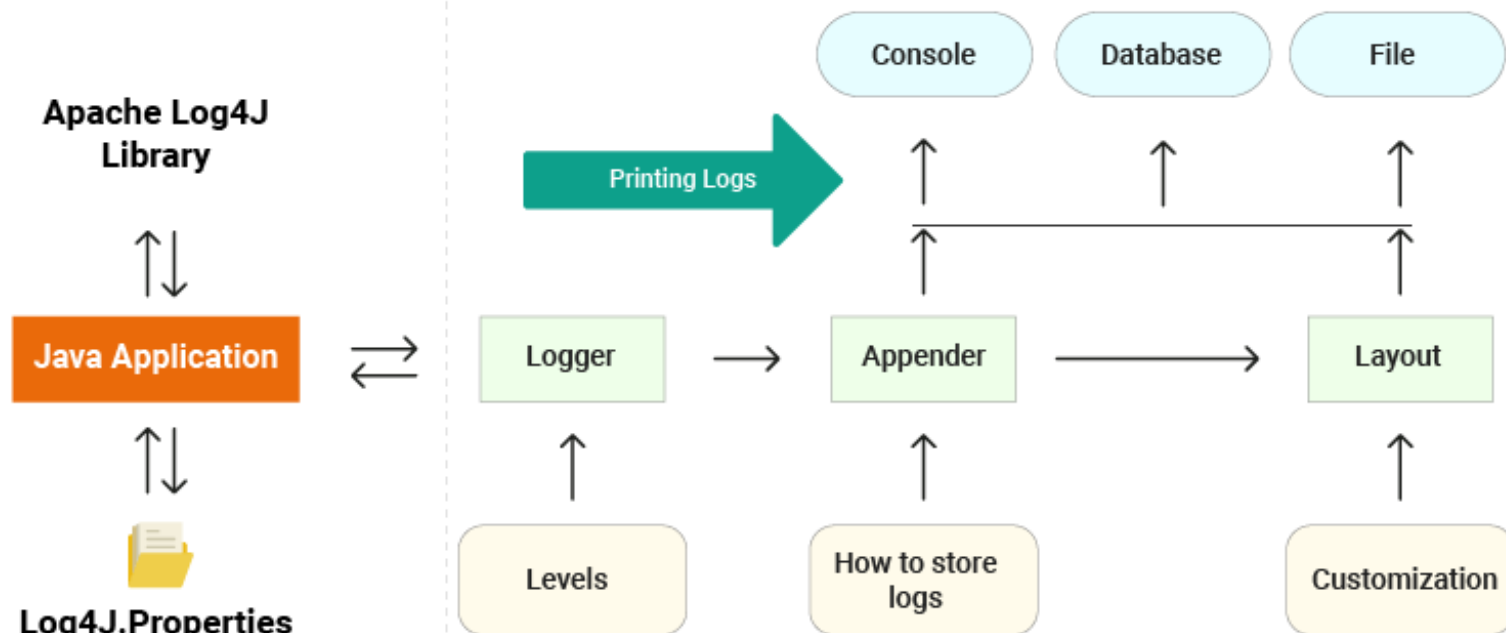 Console
Database
File
Apache Log4J
Library
Printing Logs
Java Application
Logger
Appender
Layout
Levels
How to store
logs
Customization
Log4J.Properties